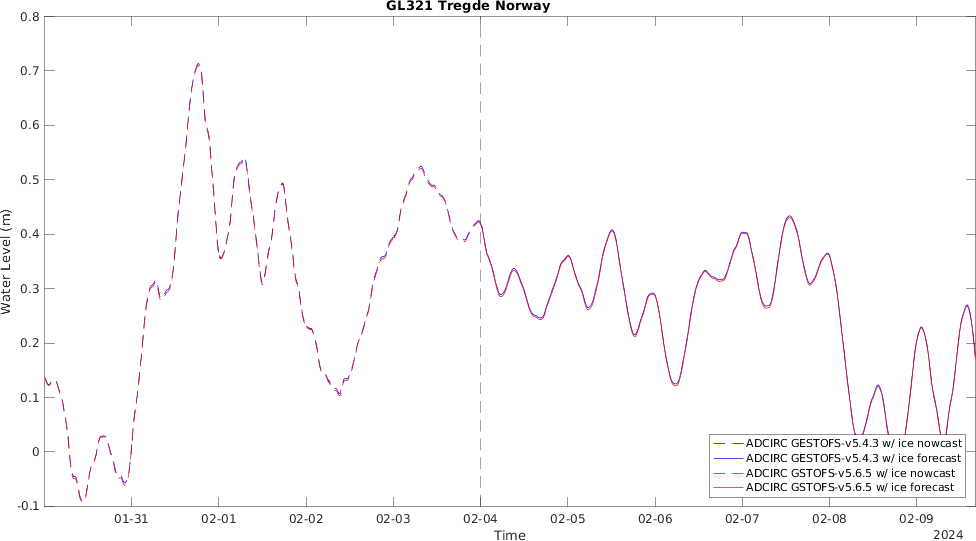 GL321 Tregde Norway
0.8
0.7
0.6
0.5
0.4
0.3
0.2
0.1
0
-0.1
Water Level (m)
ADCIRC GESTOFS-v5.4.3 w/ ice nowcast
ADCIRC GESTOFS-v5.4.3 w/ ice forecast
ADCIRC GSTOFS-v5.6.5 w/ ice nowcast
ADCIRC GSTOFS-v5.6.5 w/ ice forecast
01-31 02-01 02-02 02-03 02-04 02-05 02-06 02-07 02-08 02-09
Time
2024